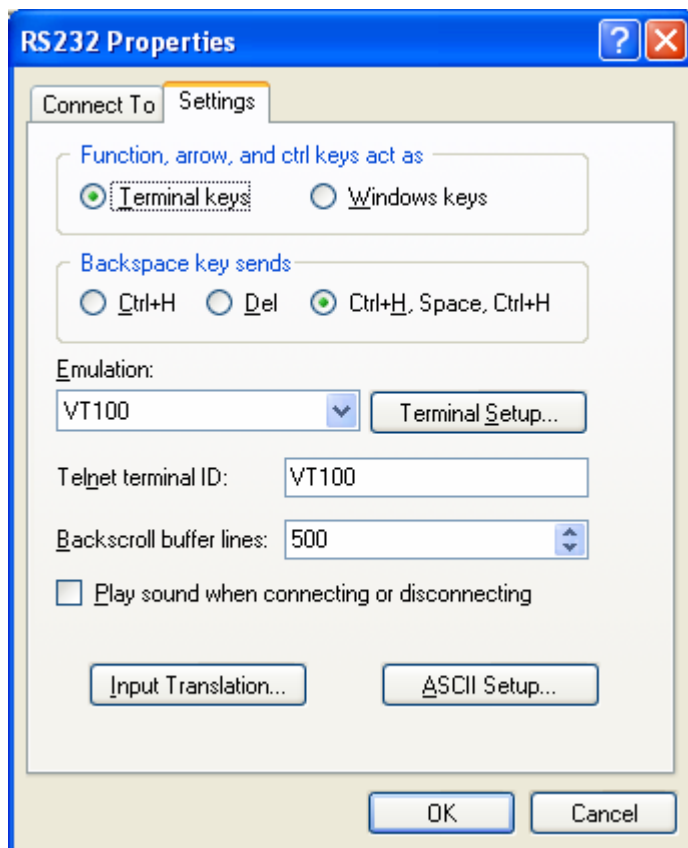 RS232 Properties
Connect To Settings
Function, arrow, and ctrl keys act as
Terminal keys Windows keys
Backspace key sends
Ctrl+H Del Ctrl+H, Space, Ctrl+H
Emulation:
VT100 Terminal Setup...
Telnet terminal ID: VT100
Backscroll buffer lines: 500
Play sound when connecting or disconnecting
Input Translation... ASCII Setup...
OK Cancel